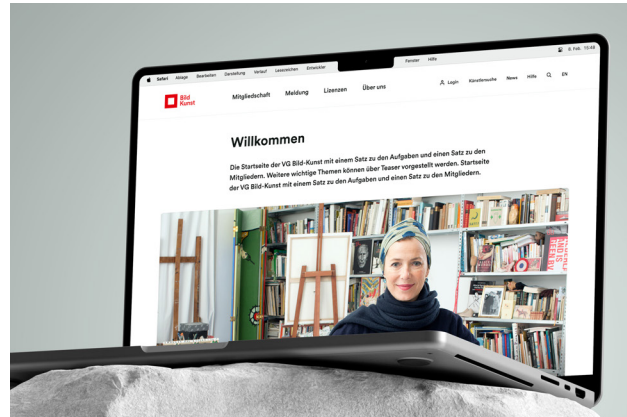 Safari Ablage Bearbeiten Darstellung Verlauf Lesezeichen Entwickler Fenster Hilfe 8. Feb. 15:48
Bild
Kunst
Mitgliedschaft Meldung Lizenzen Über uns Login Künstlersuche News Hilfe EN
Willkommen
Die Startseite der VG Bild-Kunst mit einem Satz zu den Aufgaben und einen Satz zu den
Mitgliedern. Weitere wichtige Themen können über Teaser vorgestellt werden. Startseite
der VG Bild-Kunst mit einem Satz zu den Aufgaben und einen Satz zu den Mitgliedern.